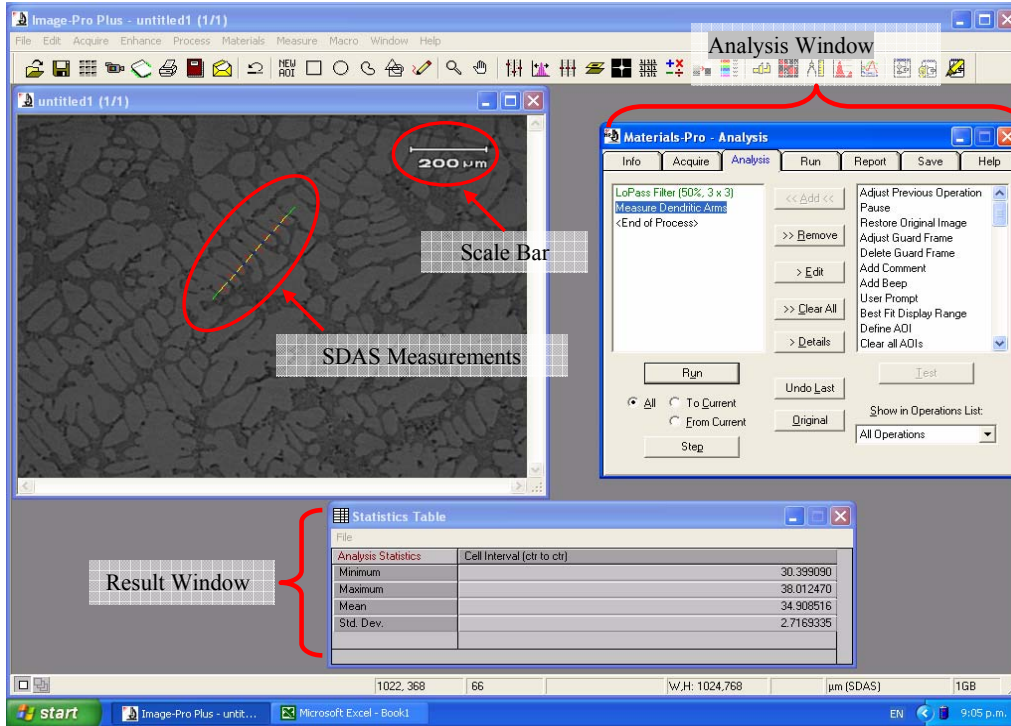 Image-Pro Plus - untitled1 (1/1)
File Edit Acquire Enhance Process Materials Measure Macro Window Help
Analysis Window
NEW AOI
untitled1 (1/1)
200 µm
Scale Bar
SDAS Measurements
Materials-Pro - Analysis
Info Acquire Analysis Run Report Save Help
LoPass Filter (50%, 3 x 3)
Measure Dendritic Arms
<End of Process>
<< Add <<
>> Remove
> Edit
>> Clear All
> Details
Adjust Previous Operation
Pause
Restore Original Image
Adjust Guard Frame
Delete Guard Frame
Add Comment
Add Beep
User Prompt
Best Fit Display Range
Define AOI
Clear all AOIs
Run
All To Current
From Current
Step
Undo Last
Original
Test
Show in Operations List:
All Operations
Result Window
Statistics Table
File
Analysis Statistics Cell Interval (ctr to ctr)
Minimum 30.399090
Maximum 38.012470
Mean 34.908516
Std. Dev. 2.7169335
1022, 368 66 W,H: 1024,768 µm (SDAS) 1GB
start Image-Pro Plus - untit... Microsoft Excel - Book1 EN 9:05 p.m.